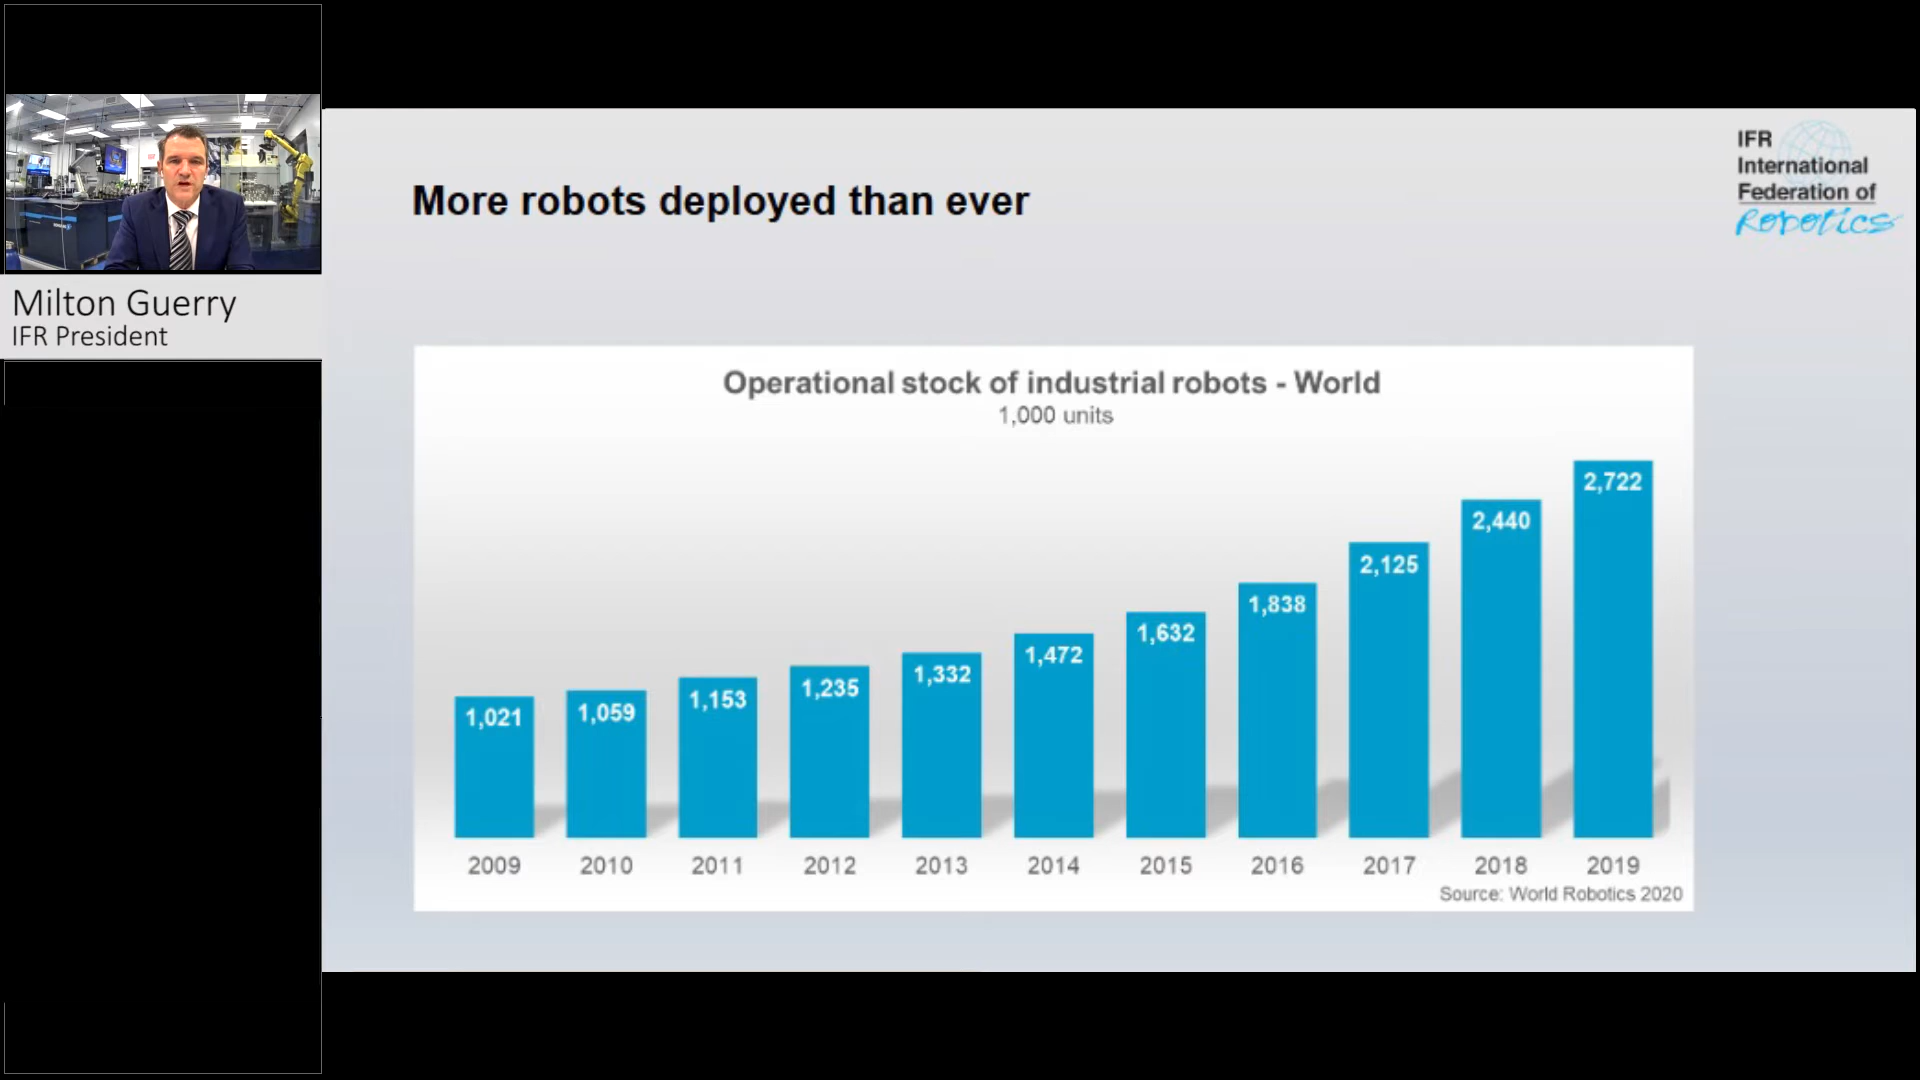 Milton Guerry
IFR President
More robots deployed than ever
IFR
International
Federation of
Robotics
Operational stock of industrial robots - World
1,000 units
1,021
1,059
1,153
1,235
1,332
1,472
1,632
1,838
2,125
2,440
2,722
2009
2010
2011
2012
2013
2014
2015
2016
2017
2018
2019
Source: World Robotics 2020